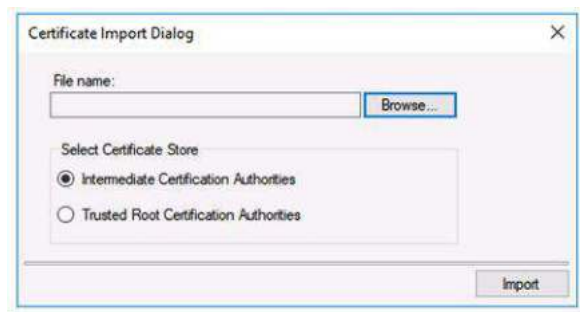 Certificate Import Dialog
File name:
Browse...
Select Certificate Store
Intermediate Certification Authorities
Trusted Root Certification Authorities
Import